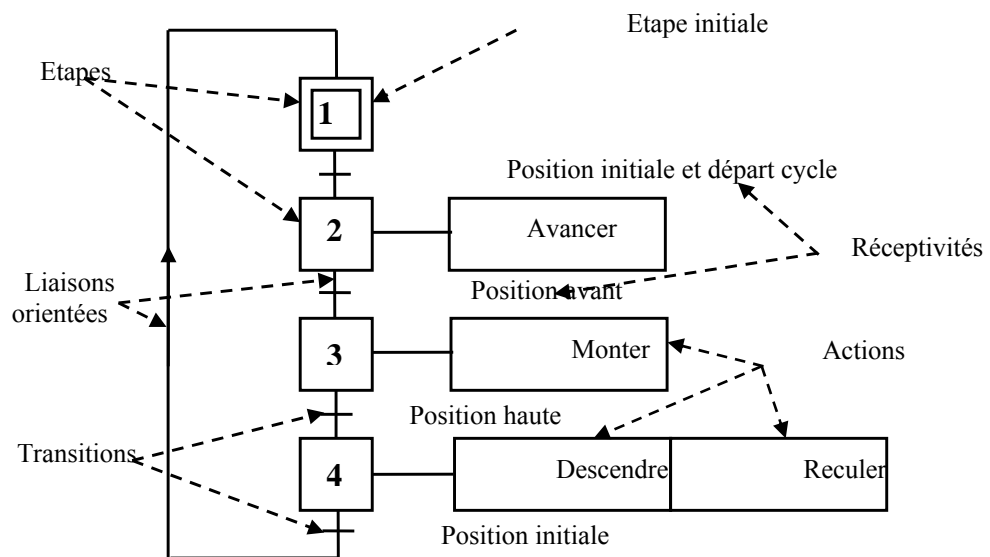 Etape initiale
Etapes
1
Position initiale et départ cycle
2
Avancer
Réceptivités
Liaisons
orientées
Position avant
3
Monter
Actions
Position haute
Transitions
4
Descendre
Reculer
Position initiale